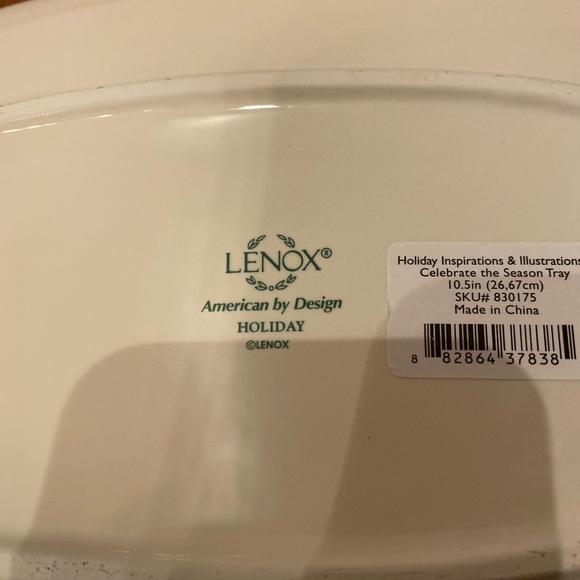 LENOX®
American by Design
HOLIDAY
©LENOX
Holiday Inspirations & Illustrations
Celebrate the Season Tray
10.5in (26,67cm)
SKU# 830175
Made in China
8 82864 37838